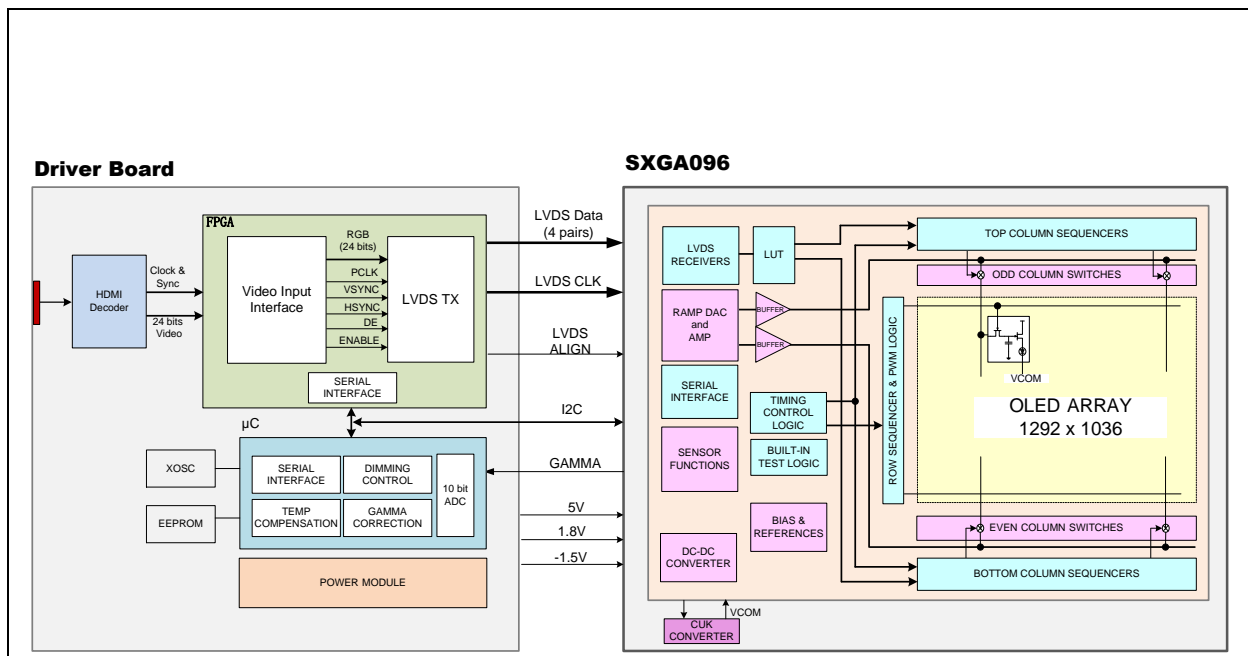 Driver Board
SXGA096
FPGA
HDMI
Decoder
Clock &
Sync
24 bits
Video
Video Input
Interface
RGB
(24 bits)
PCLK
VSYNC
HSYNC
DE
ENABLE
LVDS TX
SERIAL
INTERFACE
µC
XOSC
EEPROM
SERIAL
INTERFACE
DIMMING
CONTROL
TEMP
COMPENSATION
GAMMA
CORRECTION
10 bit
ADC
POWER MODULE
LVDS Data
(4 pairs)
LVDS CLK
LVDS
ALIGN
I2C
GAMMA
5V
1.8V
-1.5V
LVDS
RECEIVERS
LUT
RAMP DAC
and
AMP
BUFFER
BUFFER
SERIAL
INTERFACE
TIMING
CONTROL
LOGIC
SENSOR
FUNCTIONS
BUILT-IN
TEST LOGIC
BIAS &
REFERENCES
DC-DC
CONVERTER
VCOM
CUK
CONVERTER
TOP COLUMN SEQUENCERS
ODD COLUMN SWITCHES
ROW SEQUENCER & PWM LOGIC
VCOM
OLED ARRAY
1292 x 1036
EVEN COLUMN SWITCHES
BOTTOM COLUMN SEQUENCERS